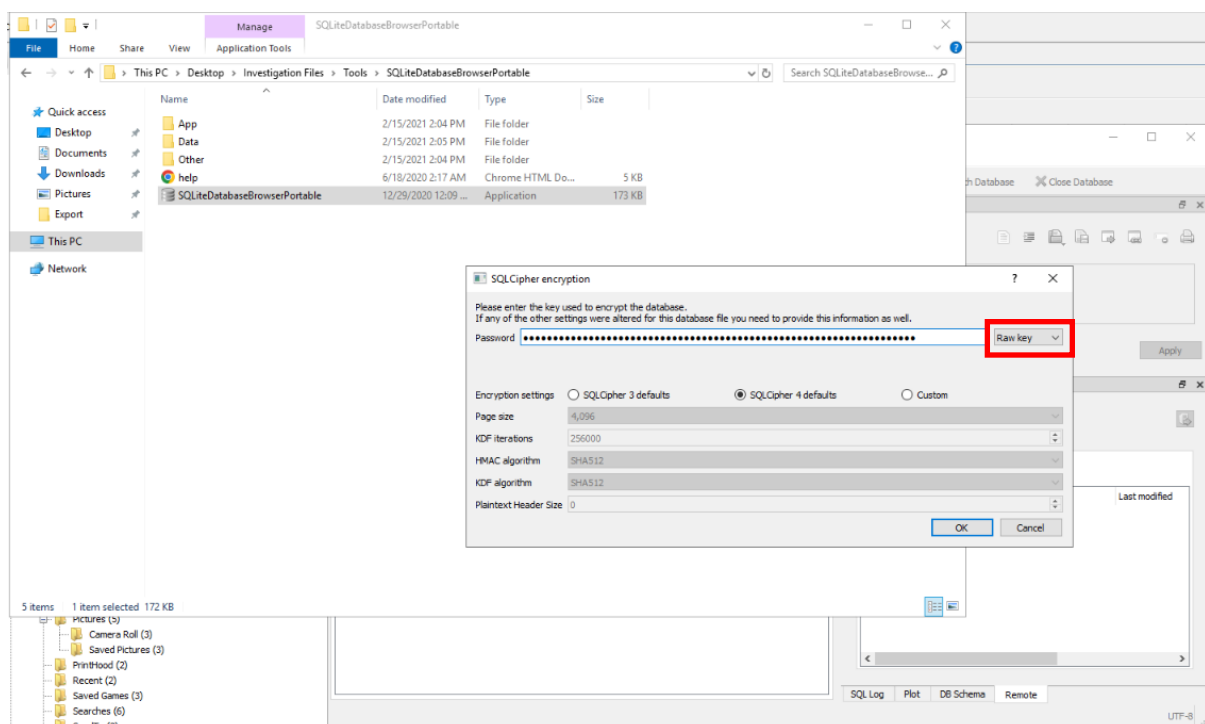 Manage SQLiteDatabaseBrowserPortable
File Home Share View Application Tools
This PC > Desktop > Investigation Files > Tools > SQLiteDatabaseBrowserPortable
Search SQLiteDatabaseBrowse...
Name Date modified Type Size
Quick access
Desktop
Documents
Downloads
Pictures
Export
This PC
Network
App 2/15/2021 2:04 PM File folder
Data 2/15/2021 2:05 PM File folder
Other 2/15/2021 2:04 PM File folder
help 6/18/2020 2:17 AM Chrome HTML Do... 5 KB
SQLiteDatabaseBrowserPortable 12/29/2020 12:09 ... Application 173 KB
h Database Close Database
Apply
Last modified
SQLCipher encryption ?
Please enter the key used to encrypt the database.
If any of the other settings were altered for this database file you need to provide this information as well.
Password Raw key
Encryption settings SQLCipher 3 defaults SQLCipher 4 defaults Custom
Page size 4,096
KDF iterations 256000
HMAC algorithm SHA512
KDF algorithm SHA512
Plaintext Header Size 0
OK Cancel
5 items 1 item selected 172 KB
Pictures (5)
Camera Roll (3)
Saved Pictures (3)
PrintHood (2)
Recent (2)
Saved Games (3)
Searches (6)
SQL Log Plot DB Schema Remote
UTF-8